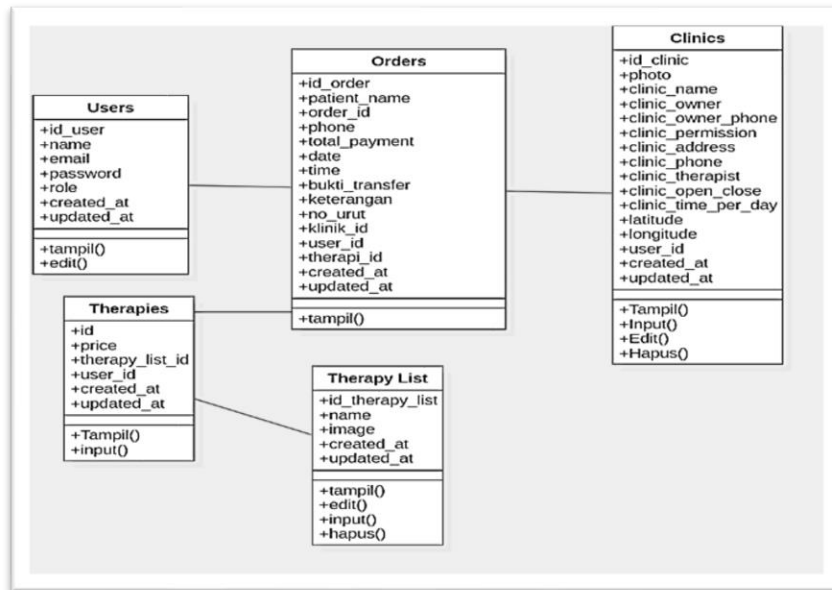 Users
+id_user
+name
+email
+password
+role
+created_at
+updated_at
+tampil()
+edit()
Orders
+id_order
+patient_name
+order_id
+phone
+total_payment
+date
+time
+bukti_transfer
+keterangan
+no_urut
+klinik_id
+user_id
+therapi_id
+created_at
+updated_at
+tampil()
Clinics
+id_clinic
+photo
+clinic_name
+clinic_owner
+clinic_owner_phone
+clinic_permission
+clinic_address
+clinic_phone
+clinic_therapist
+clinic_open_close
+clinic_time_per_day
+latitude
+longitude
+user_id
+created_at
+updated_at
+Tampil()
+Input()
+Edit()
+Hapus()
Therapies
+id
+price
+therapy_list_id
+user_id
+created_at
+updated_at
+Tampil()
+input()
Therapy List
+id_therapy_list
+name
+image
+created_at
+updated_at
+tampil()
+edit()
+input()
+hapus()